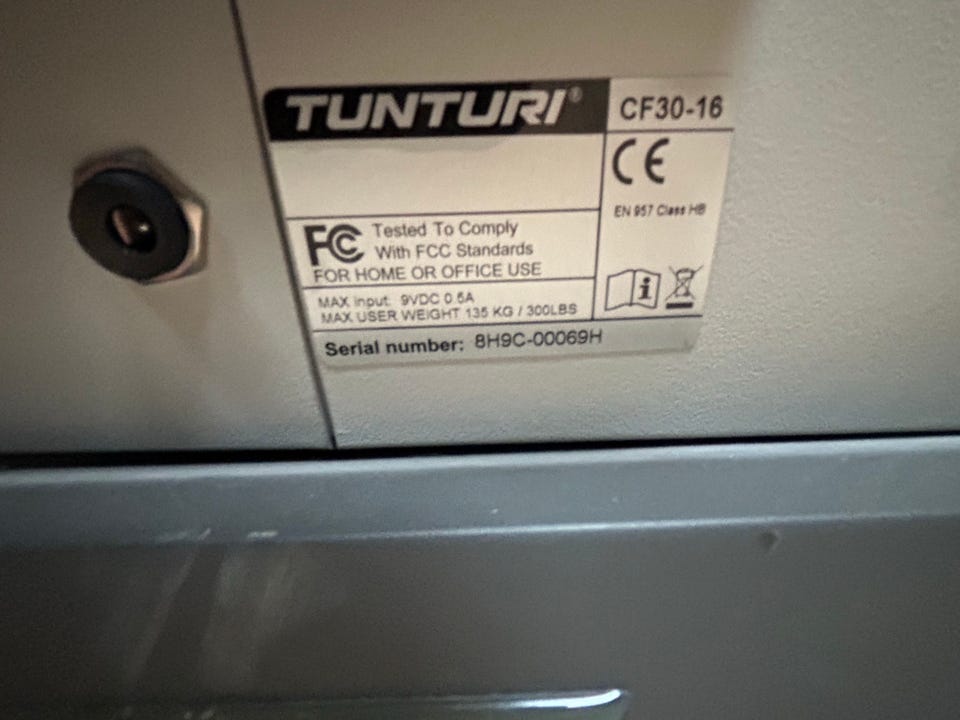 TUNTURI®
CF30-16
CE
EN 957 Class HB
FC Tested To Comply
With FCC Standards
FOR HOME OR OFFICE USE
MAX input: 9VDC 0.5A
MAX USER WEIGHT 135 KG / 300LBS
Serial number: 8H9C-00069H